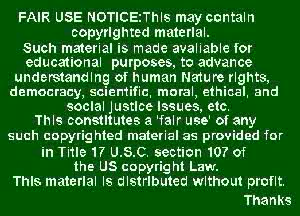 FAIR USE NOTICE:This may contain
copyrighted material.
Such material is made avaliable for
educational purposes, to advance
understanding of human Nature rights,
democracy, scientific, moral, ethical, and
social justice issues, etc.
This constitutes a 'fair use' of any
such copyrighted material as provided for
in Title 17 U.S.C. section 107 of
the US copyright Law.
This material is distributed without profit.
Thanks